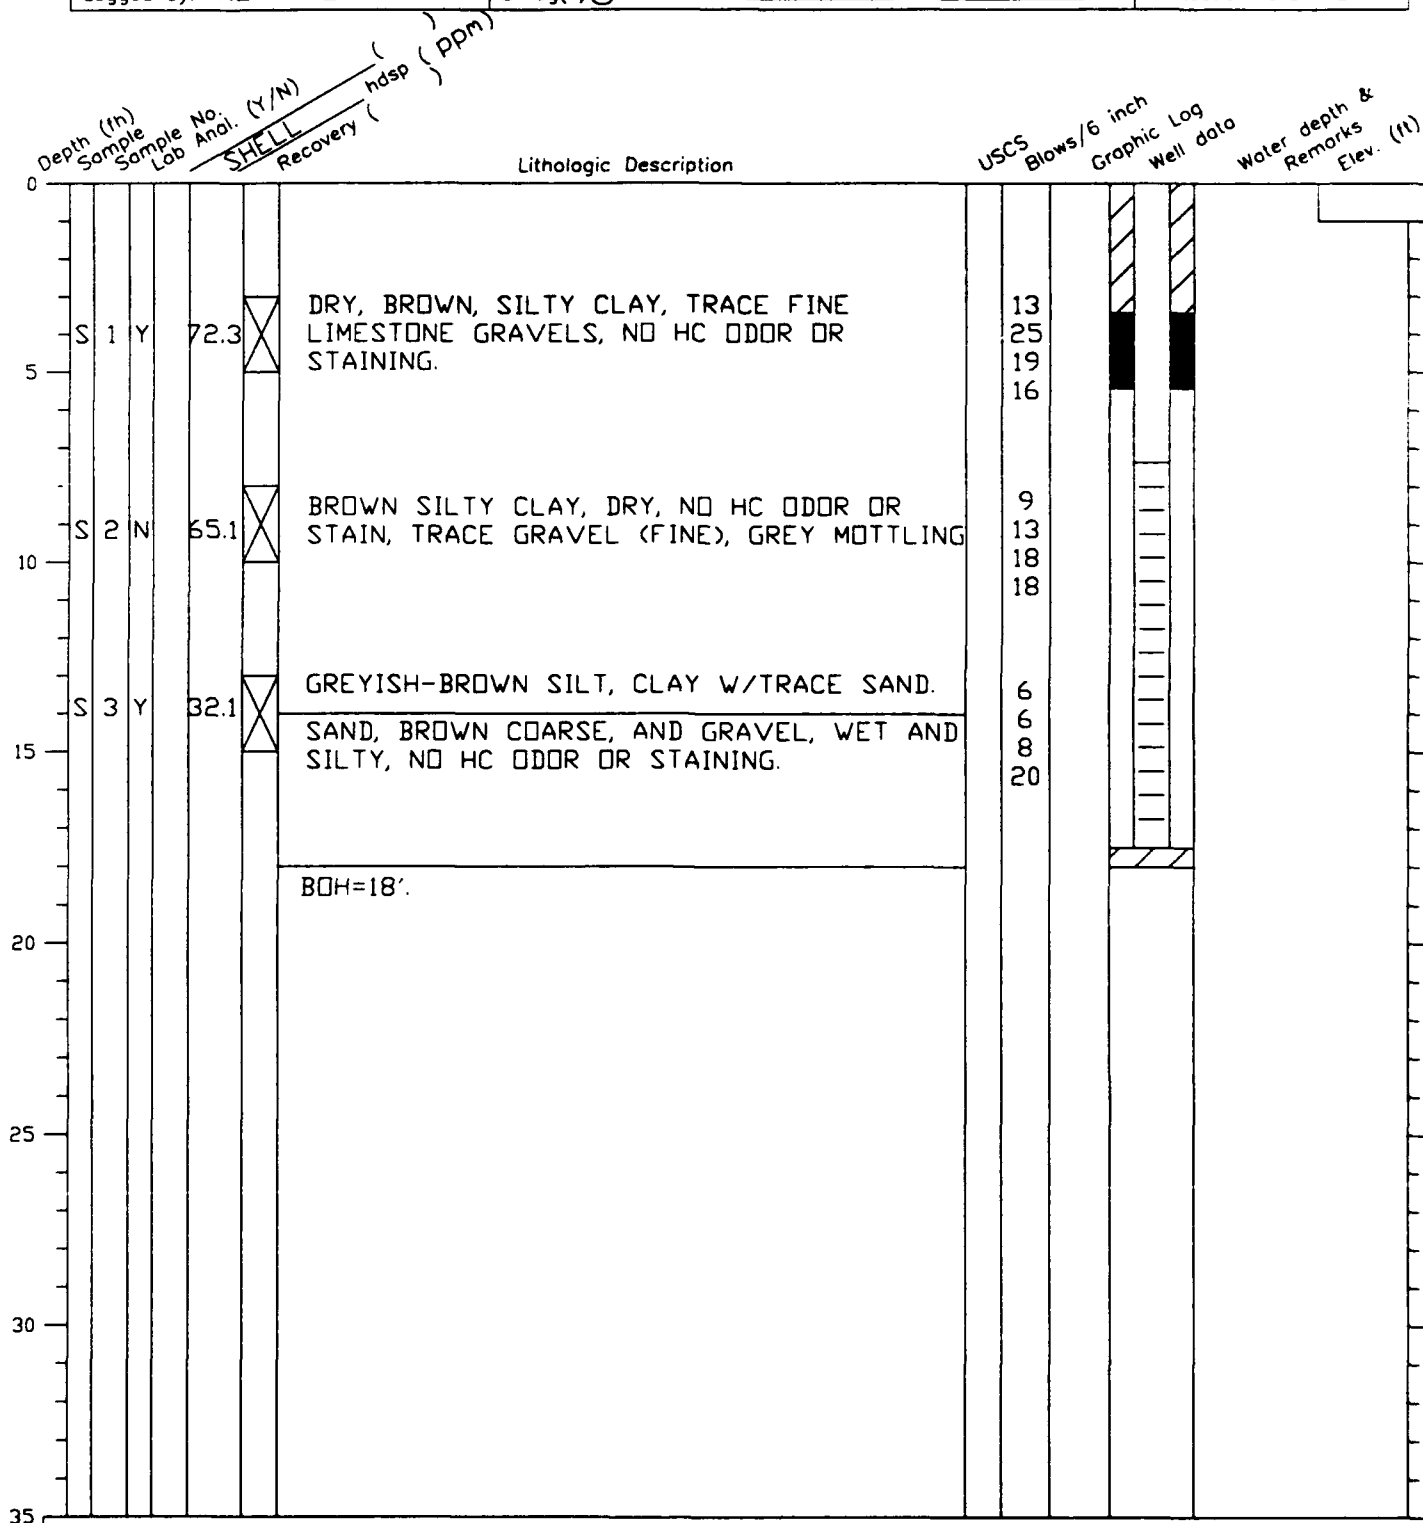 Logged by:
( )
hdsp ( ppm)
Depth (fh)
Sample
Sample No.
Lab Anal. (Y/N)
SHELL
Recovery ( )
Lithologic Description
USCS
Blows/6 inch
Graphic Log
Well data
Water depth &
Remarks
Elev. (ft)
0
DRY, BROWN, SILTY CLAY, TRACE FINE 13
S 1 Y 72.3 LIMESTONE GRAVELS, NO HC ODOR OR 25
STAINING. 19
5
16
BROWN SILTY CLAY, DRY, NO HC ODOR OR 9
S 2 N 65.1 STAIN, TRACE GRAVEL (FINE), GREY MOTTLING 13
10 18
18
GREYISH-BROWN SILT, CLAY W/TRACE SAND. 6
S 3 Y 32.1 6
SAND, BROWN COARSE, AND GRAVEL, WET AND 8
15 SILTY, NO HC ODOR OR STAINING. 20
BOH=18'.
20
25
30
35